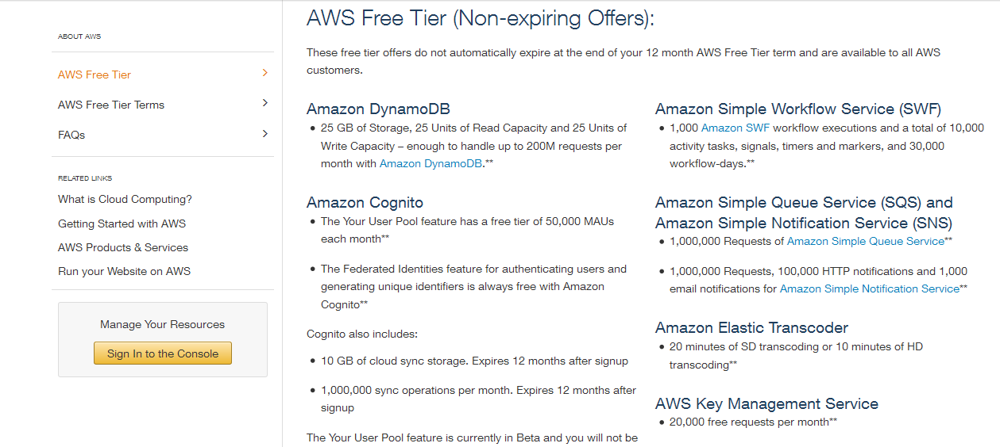 ABOUT AWS
AWS Free Tier
AWS Free Tier Terms
FAQs
RELATED LINKS
What is Cloud Computing?
Getting Started with AWS
AWS Products & Services
Run your Website on AWS
Manage Your Resources
Sign In to the Console
AWS Free Tier (Non-expiring Offers):
These free tier offers do not automatically expire at the end of your 12 month AWS Free Tier term and are available to all AWS
customers.
Amazon DynamoDB
• 25 GB of Storage, 25 Units of Read Capacity and 25 Units of
Write Capacity – enough to handle up to 200M requests per
month with Amazon DynamoDB.**
Amazon Cognito
• The Your User Pool feature has a free tier of 50,000 MAUs
each month**
• The Federated Identities feature for authenticating users and
generating unique identifiers is always free with Amazon
Cognito**
Cognito also includes:
• 10 GB of cloud sync storage. Expires 12 months after signup
• 1,000,000 sync operations per month. Expires 12 months after
signup
The Your User Pool feature is currently in Beta and you will not be
Amazon Simple Workflow Service (SWF)
• 1,000 Amazon SWF workflow executions and a total of 10,000
activity tasks, signals, timers and markers, and 30,000
workflow-days.**
Amazon Simple Queue Service (SQS) and
Amazon Simple Notification Service (SNS)
• 1,000,000 Requests of Amazon Simple Queue Service**
• 1,000,000 Requests, 100,000 HTTP notifications and 1,000
email notifications for Amazon Simple Notification Service**
Amazon Elastic Transcoder
• 20 minutes of SD transcoding or 10 minutes of HD
transcoding**
AWS Key Management Service
• 20,000 free requests per month**